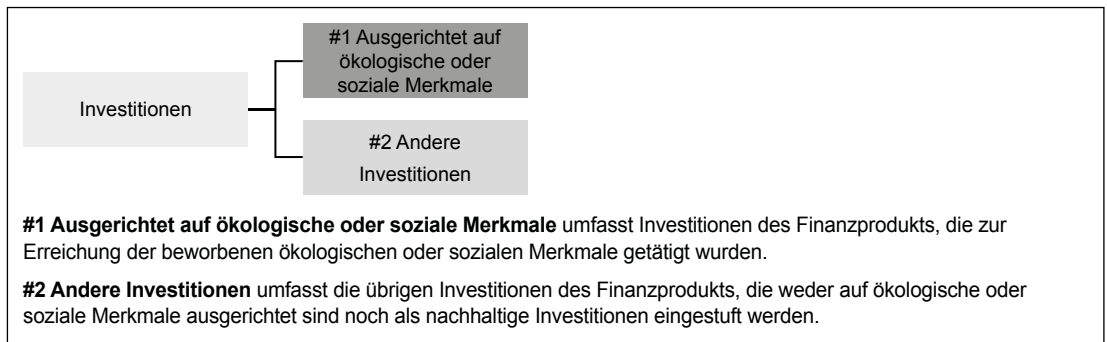 #1 Ausgerichtet auf
ökologische oder
soziale Merkmale
Investitionen
#2 Andere
Investitionen
#1 Ausgerichtet auf ökologische oder soziale Merkmale umfasst Investitionen des Finanzprodukts, die zur
Erreichung der beworbenen ökologischen oder sozialen Merkmale getätigt wurden.
#2 Andere Investitionen umfasst die übrigen Investitionen des Finanzprodukts, die weder auf ökologische oder
soziale Merkmale ausgerichtet sind noch als nachhaltige Investitionen eingestuft werden.